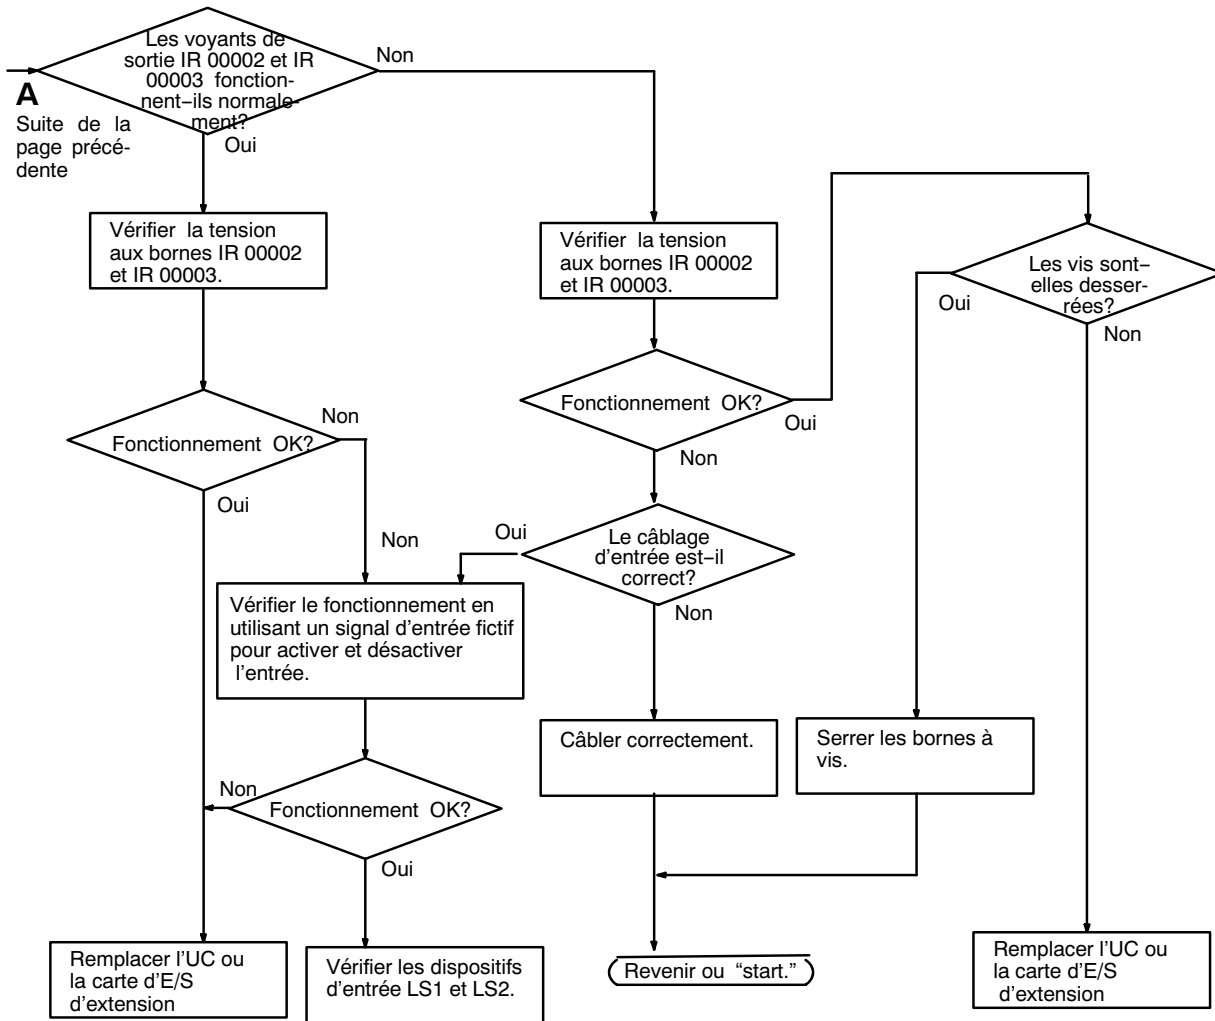 Les voyants de
sortie IR 00002 et IR
00003 fonction-
nent–ils normale-
ment?
Non
A
Suite de la
page précé-
dente
Oui
Vérifier la tension
aux bornes IR 00002
et IR 00003.
Vérifier la tension
aux bornes IR 00002
et IR 00003.
Les vis sont–
elles desser-
rées?
Oui
Non
Fonctionnement OK?
Non
Oui
Fonctionnement OK?
Oui
Non
Non
Oui
Le câblage
d'entrée est–il
correct?
Non
Vérifier le fonctionnement en
utilisant un signal d'entrée fictif
pour activer et désactiver
l'entrée.
Câbler correctement.
Serrer les bornes à
vis.
Non
Fonctionnement OK?
Oui
Remplacer l'UC ou
la carte d'E/S
d'extension
Vérifier les dispositifs
d'entrée LS1 et LS2.
Revenir ou “start.”
Remplacer l'UC ou
la carte d'E/S
d'extension